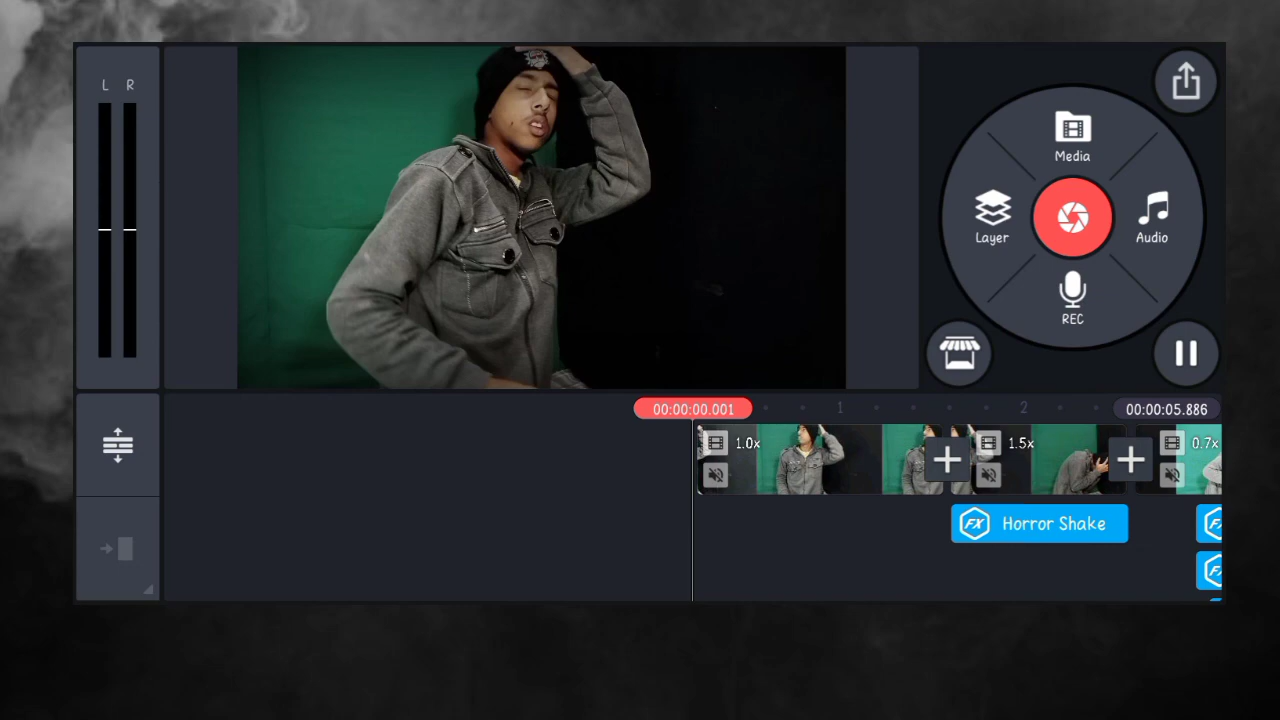 L R
Media
Layer
Audio
REC
00:00:00.001
1
2
00:00:05.886
1.0x
1.5x
0.7x
FX Horror Shake